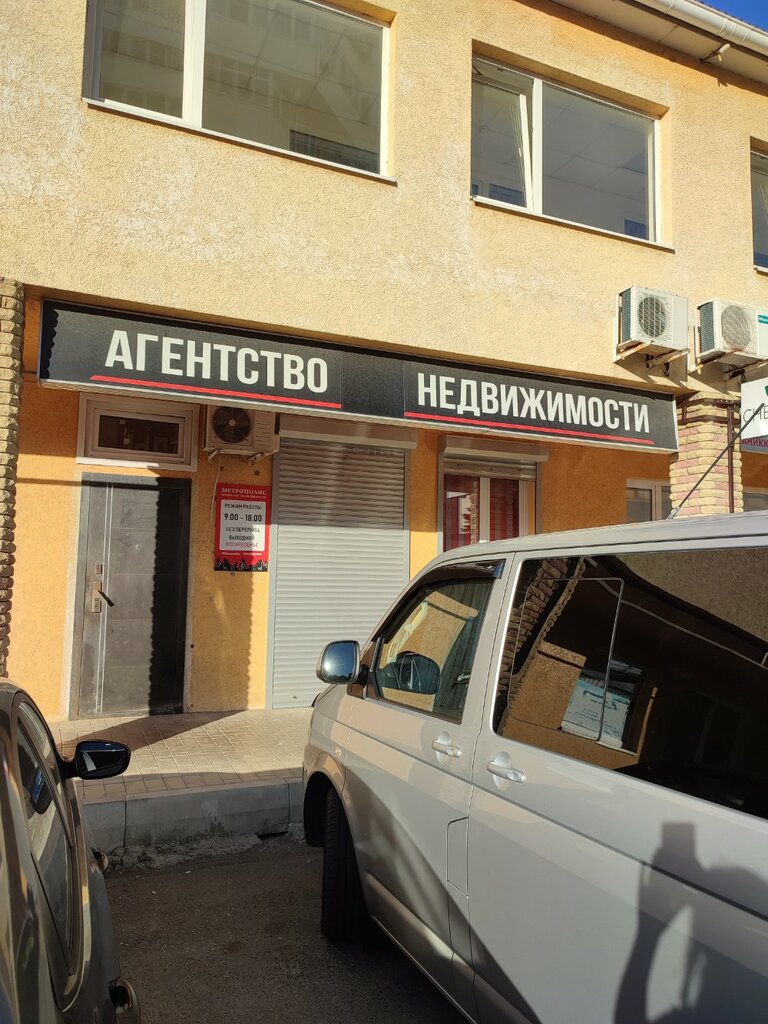 АГЕНТСТВО
НЕДВИЖИМОСТИ
МЕТРОПОЛИС
РЕЖИМ РАБОТЫ
9.00 - 18.00
БЕЗ ПЕРЕРЫВА
ВЫХОДНОЙ
ВОСКРЕСЕНЬЕ